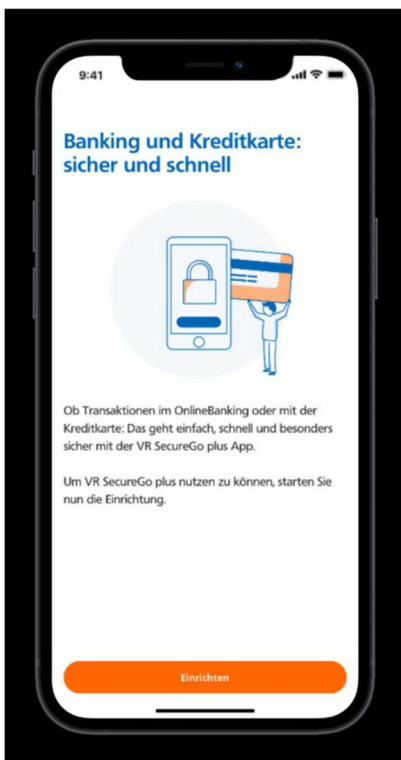 9:41
Banking und Kreditkarte:
sicher und schnell
Ob Transaktionen im OnlineBanking oder mit der
Kreditkarte: Das geht einfach, schnell und besonders
sicher mit der VR SecureGo plus App.
Um VR SecureGo plus nutzen zu können, starten Sie
nun die Einrichtung.
Einrichten